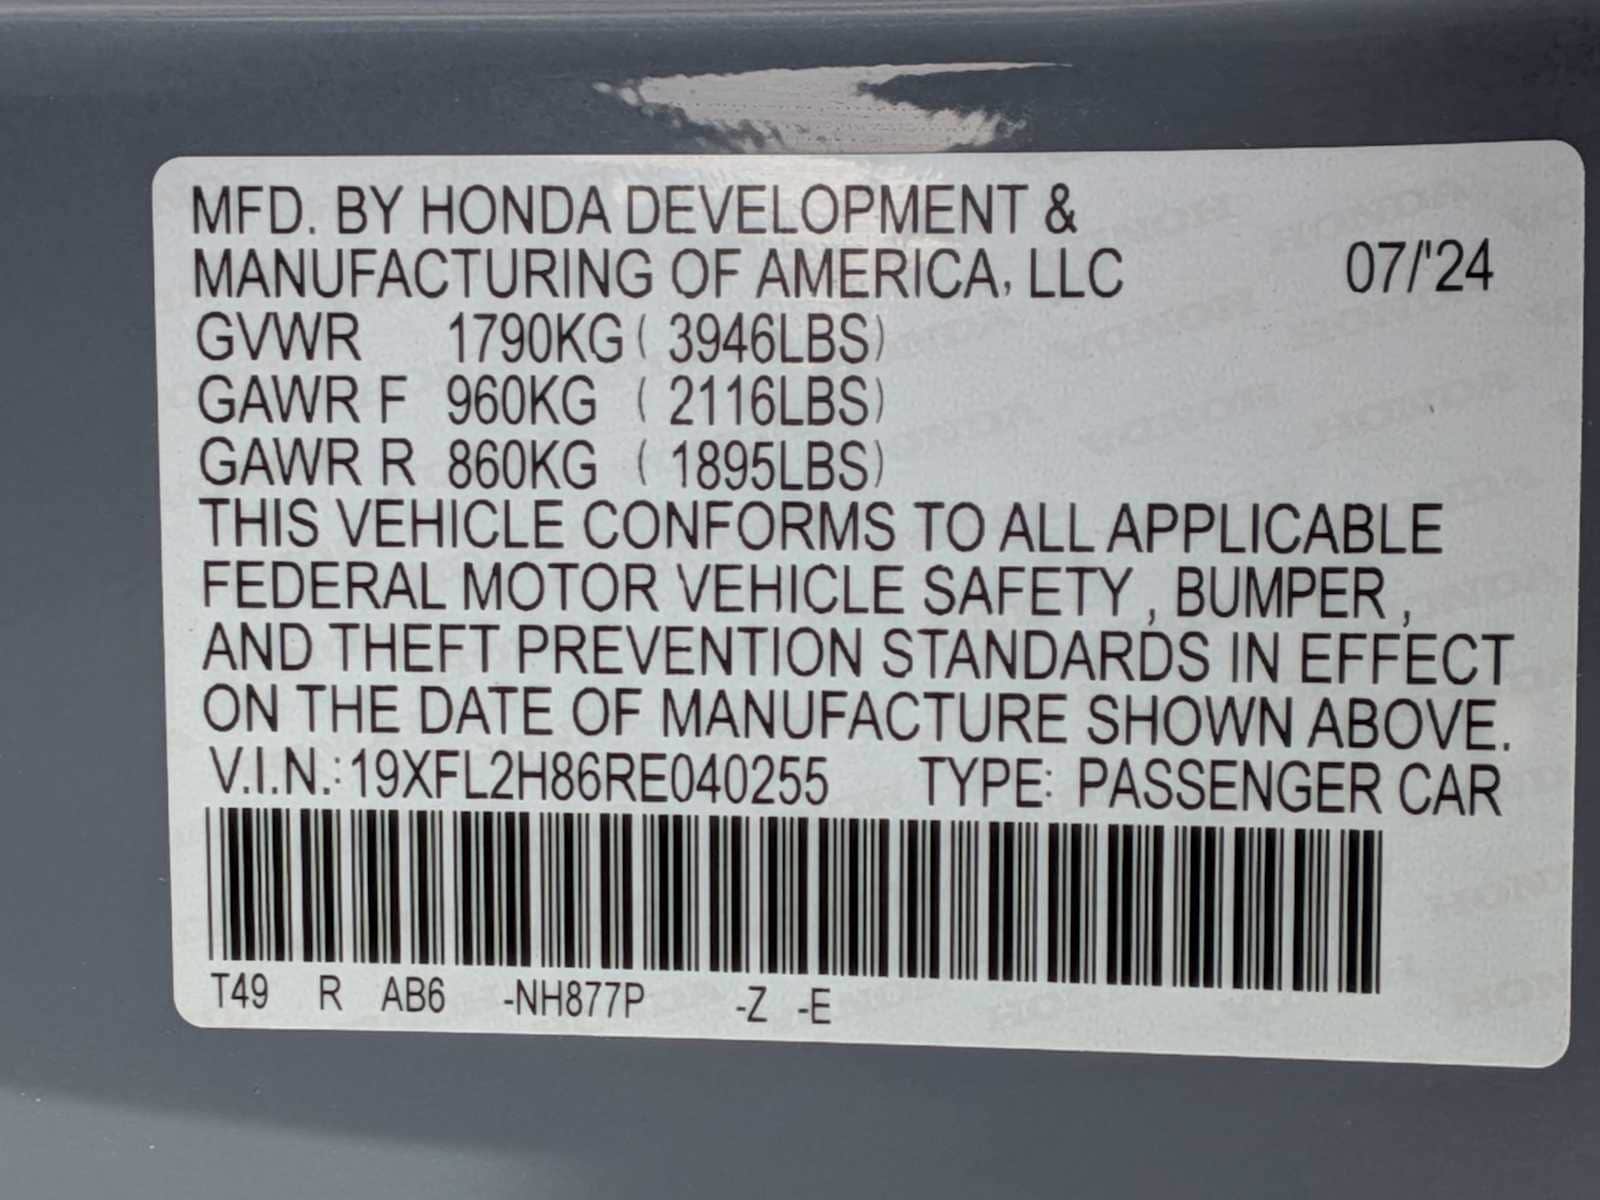 MFD. BY HONDA DEVELOPMENT &
MANUFACTURING OF AMERICA, LLC 07/'24
GVWR 1790KG ( 3946LBS)
GAWR F 960KG ( 2116LBS)
GAWR R 860KG ( 1895LBS)
THIS VEHICLE CONFORMS TO ALL APPLICABLE
FEDERAL MOTOR VEHICLE SAFETY , BUMPER ,
AND THEFT PREVENTION STANDARDS IN EFFECT
ON THE DATE OF MANUFACTURE SHOWN ABOVE.
V.I.N.: 19XFL2H86RE040255 TYPE: PASSENGER CAR
T49 R AB6 -NH877P -Z -E